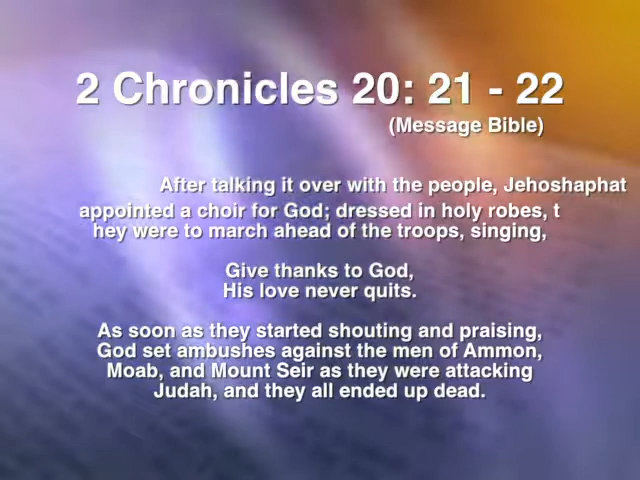 2 Chronicles 20: 21 - 22
(Message Bible)
After talking it over with the people, Jehoshaphat
appointed a choir for God; dressed in holy robes, t
hey were to march ahead of the troops, singing,
Give thanks to God,
His love never quits.
As soon as they started shouting and praising,
God set ambushes against the men of Ammon,
Moab, and Mount Seir as they were attacking
Judah, and they all ended up dead.